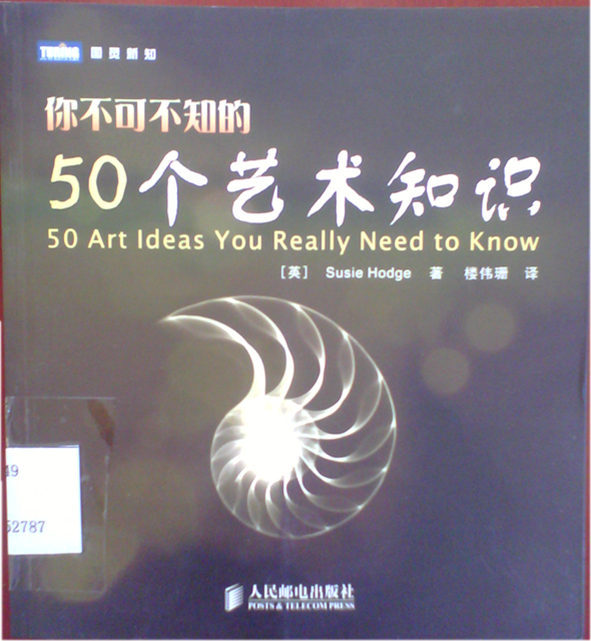 TURING 图灵新知
你不可不知的
50个艺术知识
50 Art Ideas You Really Need to Know
[英] Susie Hodge 著 楼伟珊 译
49
52787
人民邮电出版社
POSTS & TELECOM PRESS